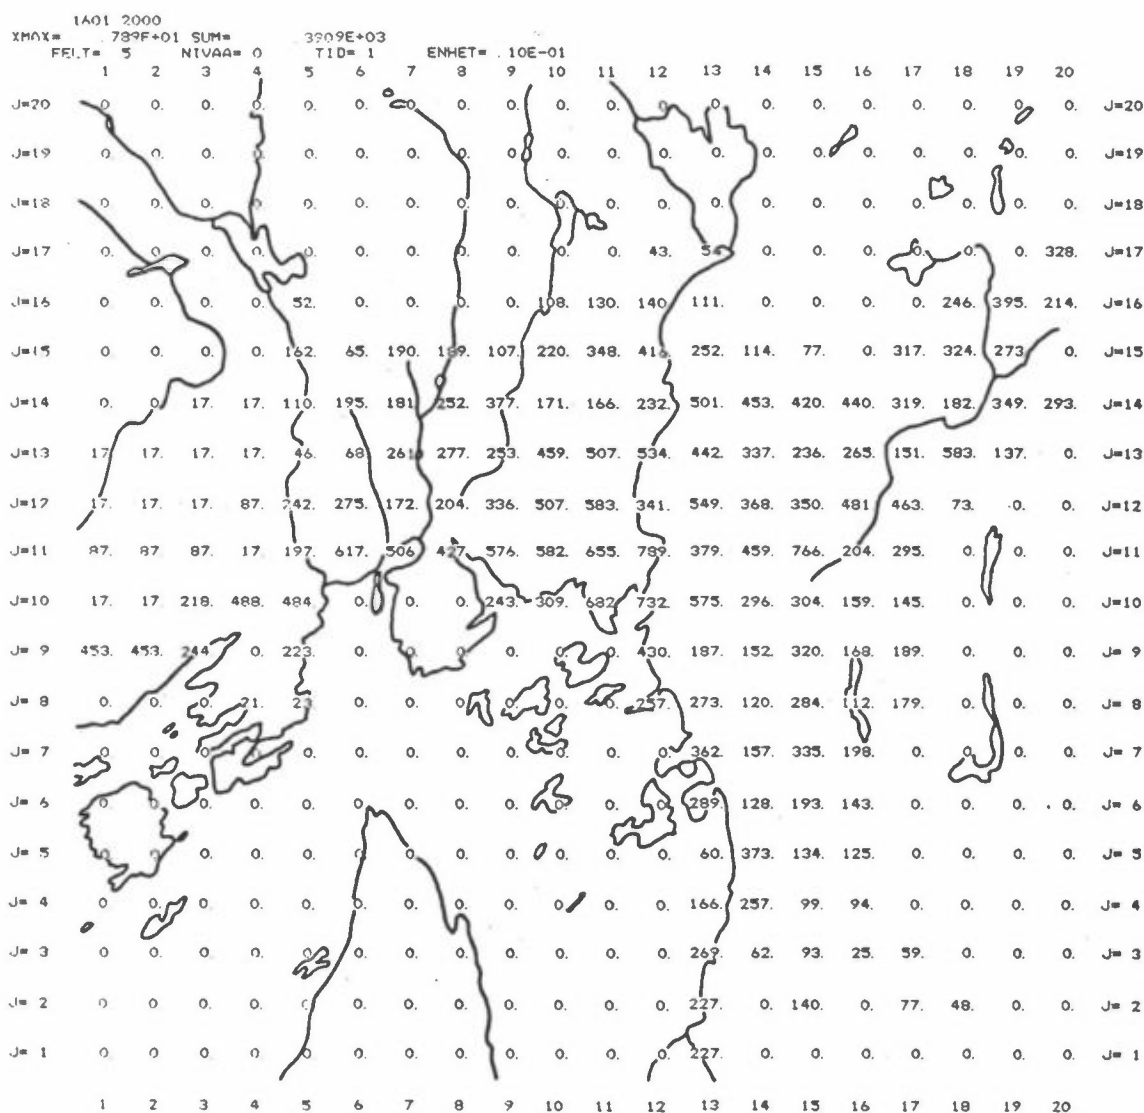 1A01 2000
XMAX= .789E+01 SUM= .3909E+03
FELT= 5 NIVAA= 0 TID= 1 ENHET= .10E-01
1 2 3 4 5 6 7 8 9 10 11 12 13 14 15 16 17 18 19 20
J=20 0. 0. 0. 0. 0. 0. 0. 0. 0. 0. 0. 0. 0. 0. 0. 0. 0. 0. 0. 0. J=20
J=19 0. 0. 0. 0. 0. 0. 0. 0. 0. 0. 0. 0. 0. 0. 0. 0. 0. 0. 0. 0. J=19
J=18 0. 0. 0. 0. 0. 0. 0. 0. 0. 0. 0. 0. 0. 0. 0. 0. 0. 0. 0. 0. J=18
J=17 0. 0. 0. 0. 0. 0. 0. 0. 0. 0. 0. 43. 54. 0. 0. 0. 0. 0. 0. 328. J=17
J=16 0. 0. 0. 0. 52. 0. 0. 0. 0. 108. 130. 140. 111. 0. 0. 0. 0. 246. 395. 214. J=16
J=15 0. 0. 0. 0. 162. 65. 190. 189. 107. 220. 348. 416. 252. 114. 77. 0. 317. 324. 273. 0. J=15
J=14 0. 0. 17. 17. 110. 195. 181. 252. 377. 171. 166. 232. 501. 453. 420. 440. 319. 182. 349. 293. J=14
J=13 17. 17. 17. 17. 46. 68. 261. 277. 253. 459. 507. 534. 442. 337. 236. 265. 151. 583. 137. 0. J=13
J=12 17. 17. 17. 87. 242. 275. 172. 204. 336. 507. 583. 341. 549. 368. 350. 481. 463. 73. 0. 0. J=12
J=11 87. 87. 87. 17. 197. 617. 506. 427. 576. 582. 655. 789. 379. 459. 766. 204. 295. 0. 0. 0. J=11
J=10 17. 17. 218. 488. 484. 0. 0. 0. 243. 309. 682. 732. 575. 296. 304. 159. 145. 0. 0. 0. J=10
J= 9 453. 453. 244. 0. 223. 0. 0. 0. 0. 0. 0. 430. 187. 152. 320. 168. 189. 0. 0. 0. J= 9
J= 8 0. 0. 0. 21. 23. 0. 0. 0. 0. 0. 0. 257. 273. 120. 284. 112. 179. 0. 0. 0. J= 8
J= 7 0. 0. 0. 0. 0. 0. 0. 0. 0. 0. 0. 0. 362. 157. 335. 198. 0. 0. 0. 0. J= 7
J= 6 0. 0. 0. 0. 0. 0. 0. 0. 0. 0. 0. 0. 289. 128. 193. 143. 0. 0. 0. 0. J= 6
J= 5 0. 0. 0. 0. 0. 0. 0. 0. 0. 0. 0. 0. 60. 373. 134. 125. 0. 0. 0. 0. J= 5
J= 4 0. 0. 0. 0. 0. 0. 0. 0. 0. 0. 0. 0. 166. 257. 99. 94. 0. 0. 0. 0. J= 4
J= 3 0. 0. 0. 0. 0. 0. 0. 0. 0. 0. 0. 0. 269. 62. 93. 25. 59. 0. 0. 0. J= 3
J= 2 0. 0. 0. 0. 0. 0. 0. 0. 0. 0. 0. 0. 227. 0. 140. 0. 77. 48. 0. 0. J= 2
J= 1 0. 0. 0. 0. 0. 0. 0. 0. 0. 0. 0. 0. 227. 0. 0. 0. 0. 0. 0. 0. J= 1
1 2 3 4 5 6 7 8 9 10 11 12 13 14 15 16 17 18 19 20